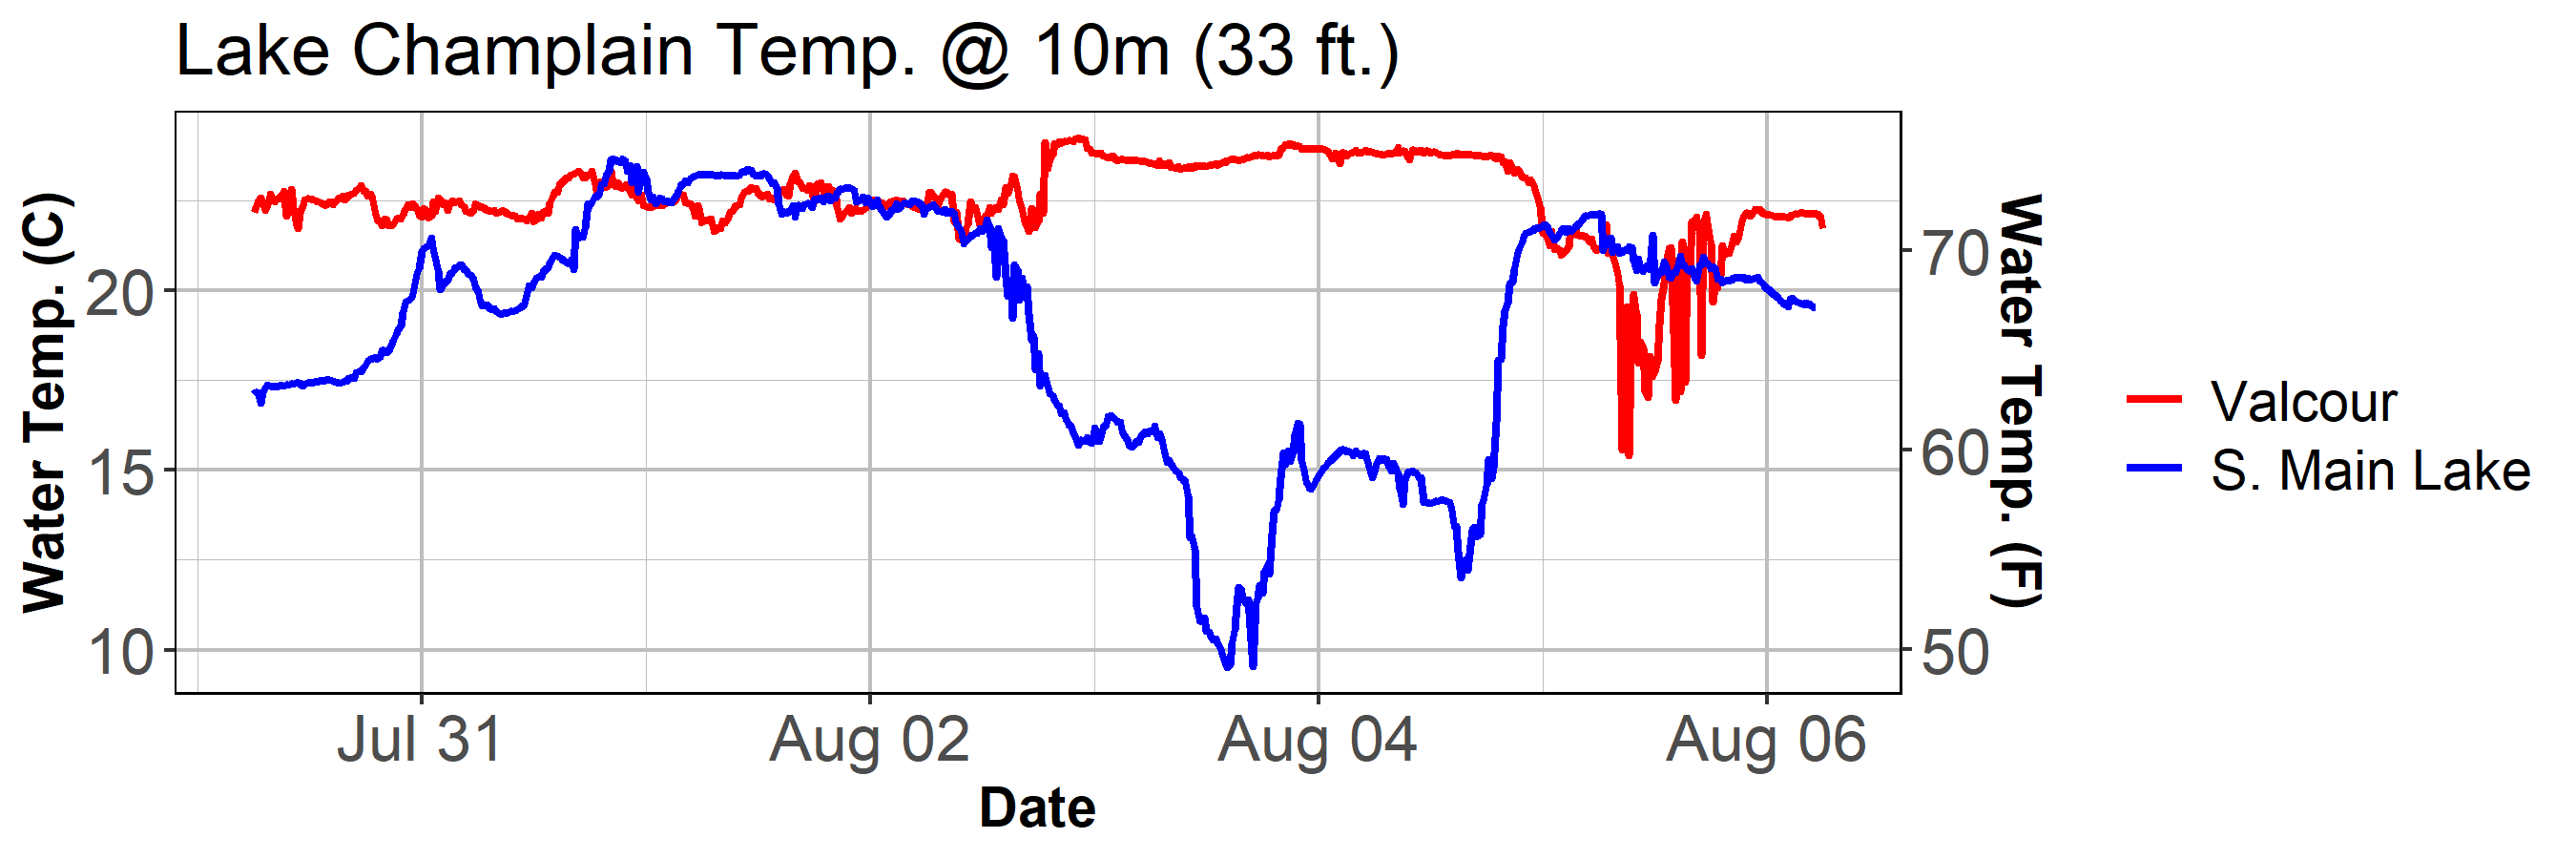 Lake Champlain Temp. @ 10m (33 ft.)
Water Temp. (C)
20
15
10
70
60
50
Water Temp. (F)
Jul 31
Aug 02
Aug 04
Aug 06
Date
Valcour
S. Main Lake